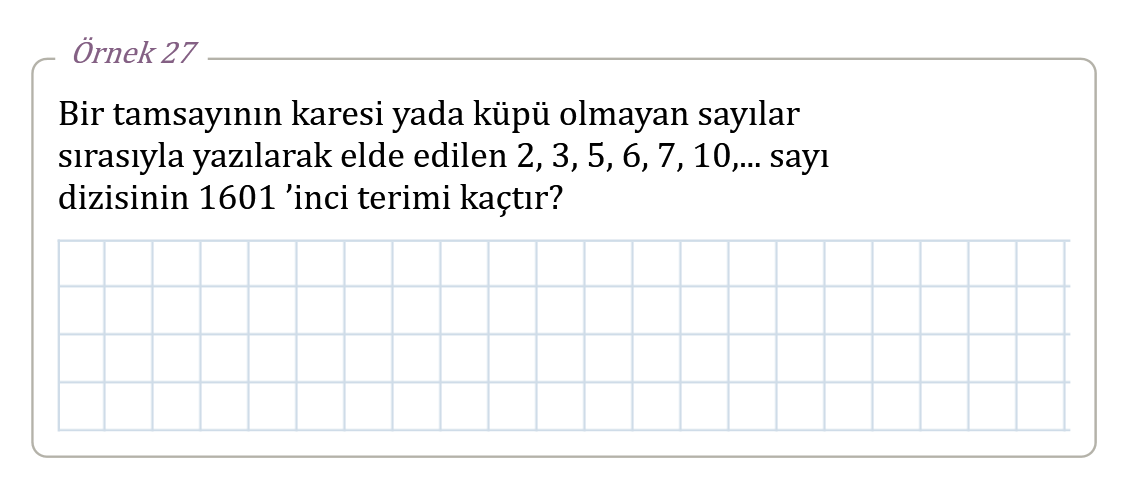 Örnek 27
Bir tamsayının karesi yada küpü olmayan sayılar
sırasıyla yazılarak elde edilen 2, 3, 5, 6, 7, 10,... sayı
dizisinin 1601 ’inci terimi kaçtır?